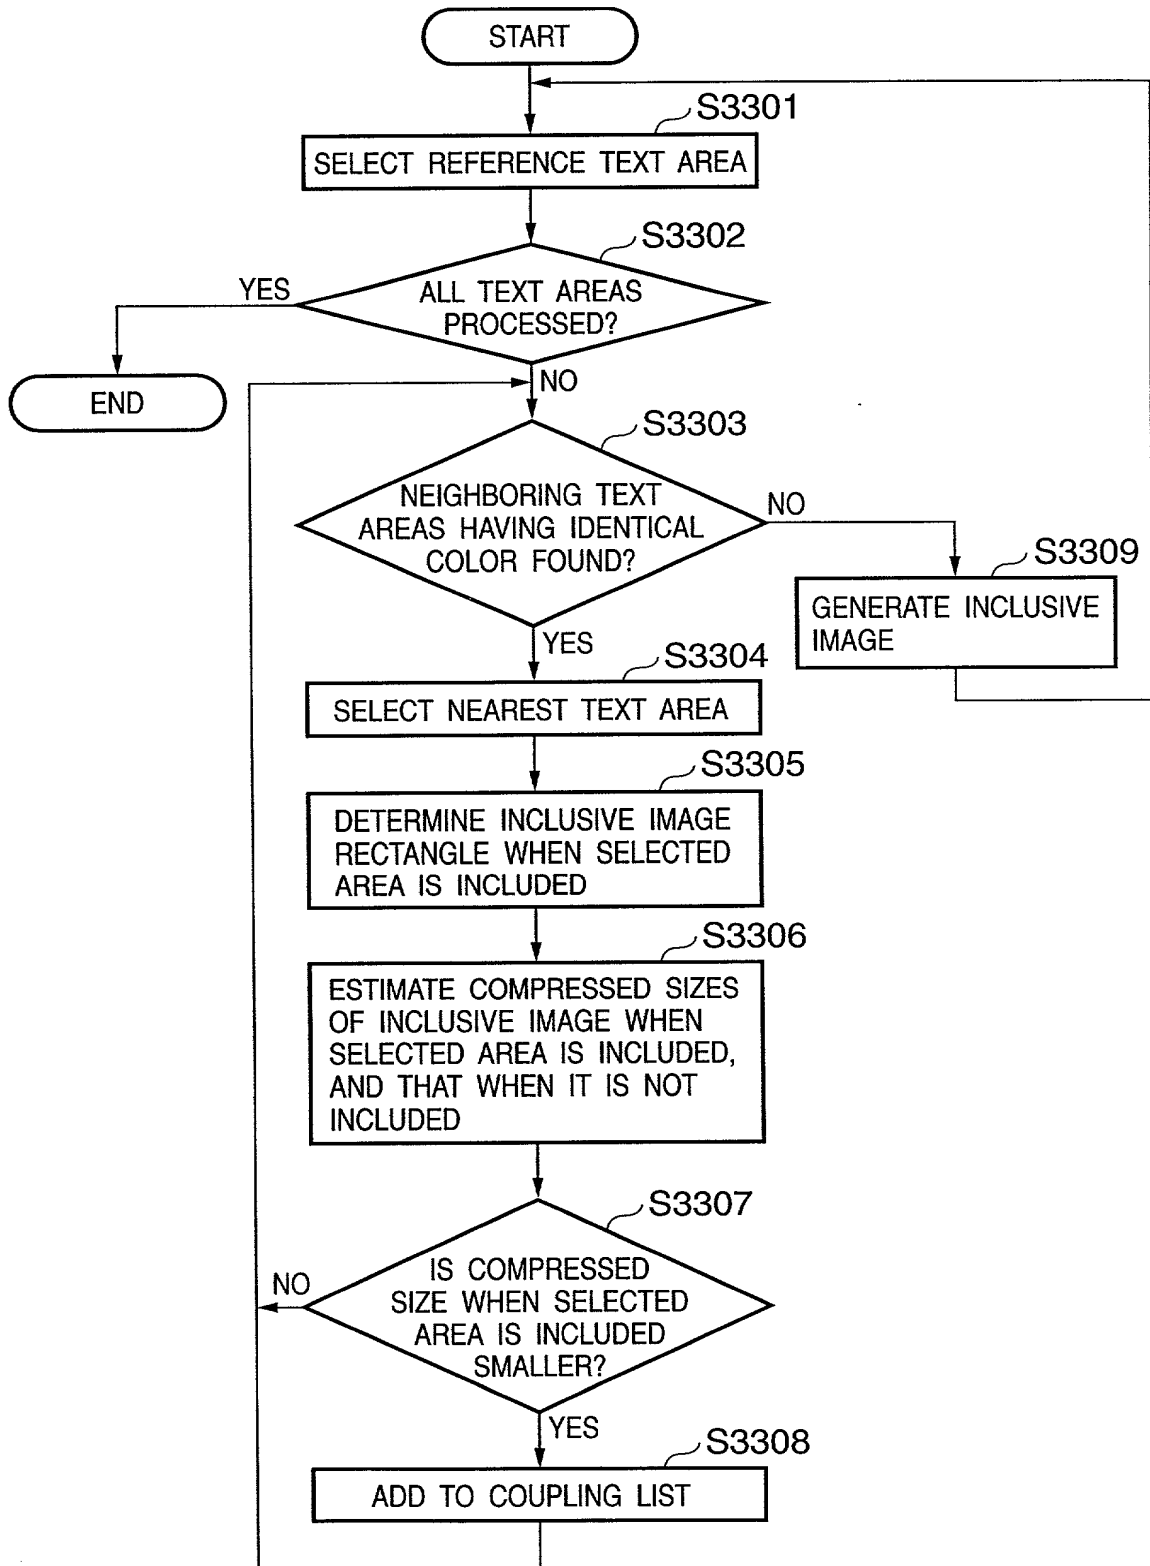 START
S3301
SELECT REFERENCE TEXT AREA
S3302
YES
ALL TEXT AREAS
PROCESSED?
END
NO
S3303
NEIGHBORING TEXT
AREAS HAVING IDENTICAL
COLOR FOUND?
NO
S3309
GENERATE INCLUSIVE
IMAGE
YES
S3304
SELECT NEAREST TEXT AREA
S3305
DETERMINE INCLUSIVE IMAGE
RECTANGLE WHEN SELECTED
AREA IS INCLUDED
S3306
ESTIMATE COMPRESSED SIZES
OF INCLUSIVE IMAGE WHEN
SELECTED AREA IS INCLUDED,
AND THAT WHEN IT IS NOT
INCLUDED
S3307
NO
IS COMPRESSED
SIZE WHEN SELECTED
AREA IS INCLUDED
SMALLER?
YES
S3308
ADD TO COUPLING LIST